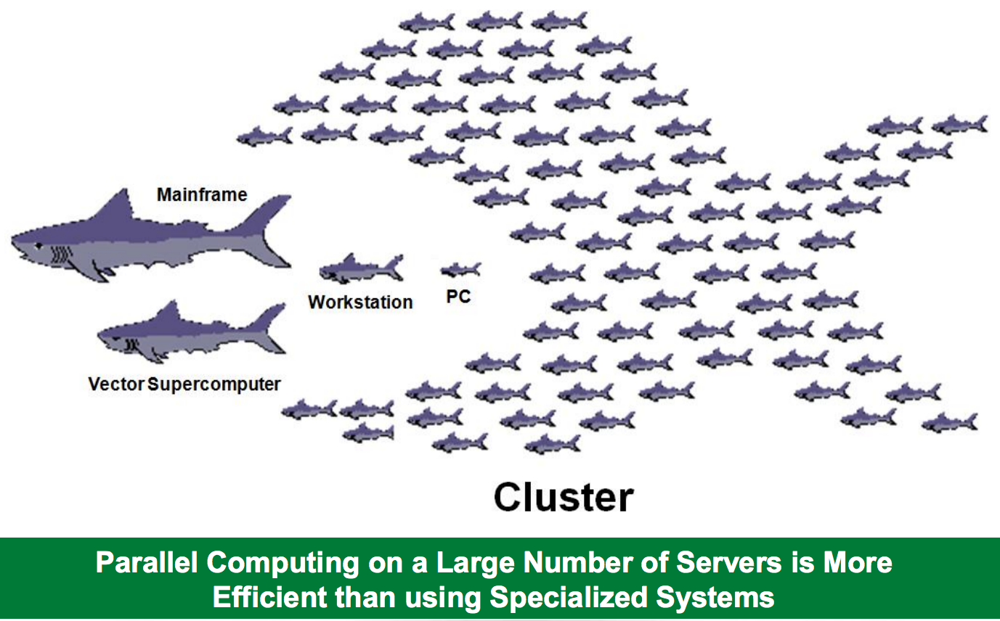 Mainframe
Workstation
PC
Vector Supercomputer
Cluster
Parallel Computing on a Large Number of Servers is More
Efficient than using Specialized Systems